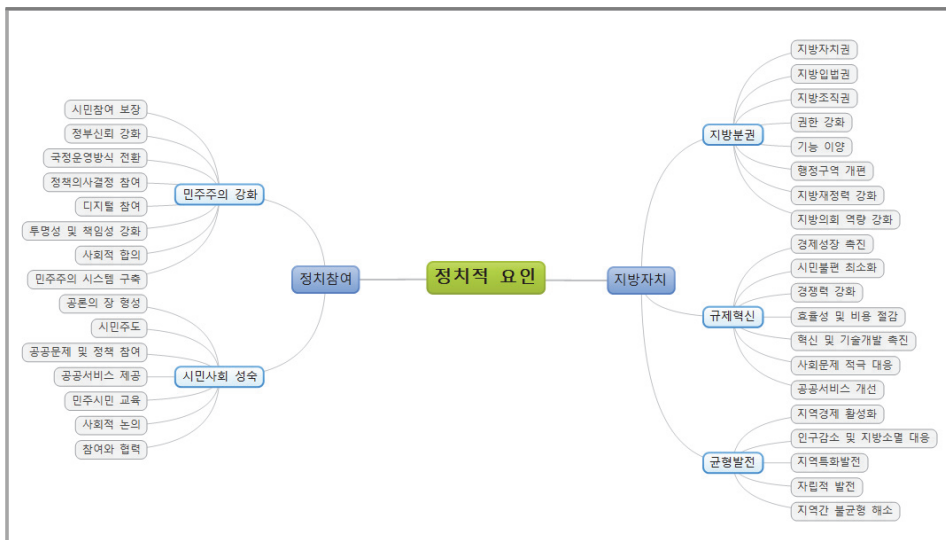 정치적 요인
정치참여
민주주의 강화
시민참여 보장
정부신뢰 강화
국정운영방식 전환
정책의사결정 참여
디지털 참여
투명성 및 책임성 강화
사회적 합의
민주주의 시스템 구축
시민사회 성숙
공론의 장 형성
시민주도
공공문제 및 정책 참여
공공서비스 제공
민주시민 교육
사회적 논의
참여와 협력
지방자치
지방분권
지방자치권
지방입법권
지방조직권
권한 강화
기능 이양
행정구역 개편
지방재정력 강화
지방의회 역량 강화
규제혁신
경제성장 촉진
시민불편 최소화
경쟁력 강화
효율성 및 비용 절감
혁신 및 기술개발 촉진
사회문제 적극 대응
공공서비스 개선
균형발전
지역경제 활성화
인구감소 및 지방소멸 대응
지역특화발전
자립적 발전
지역간 불균형 해소